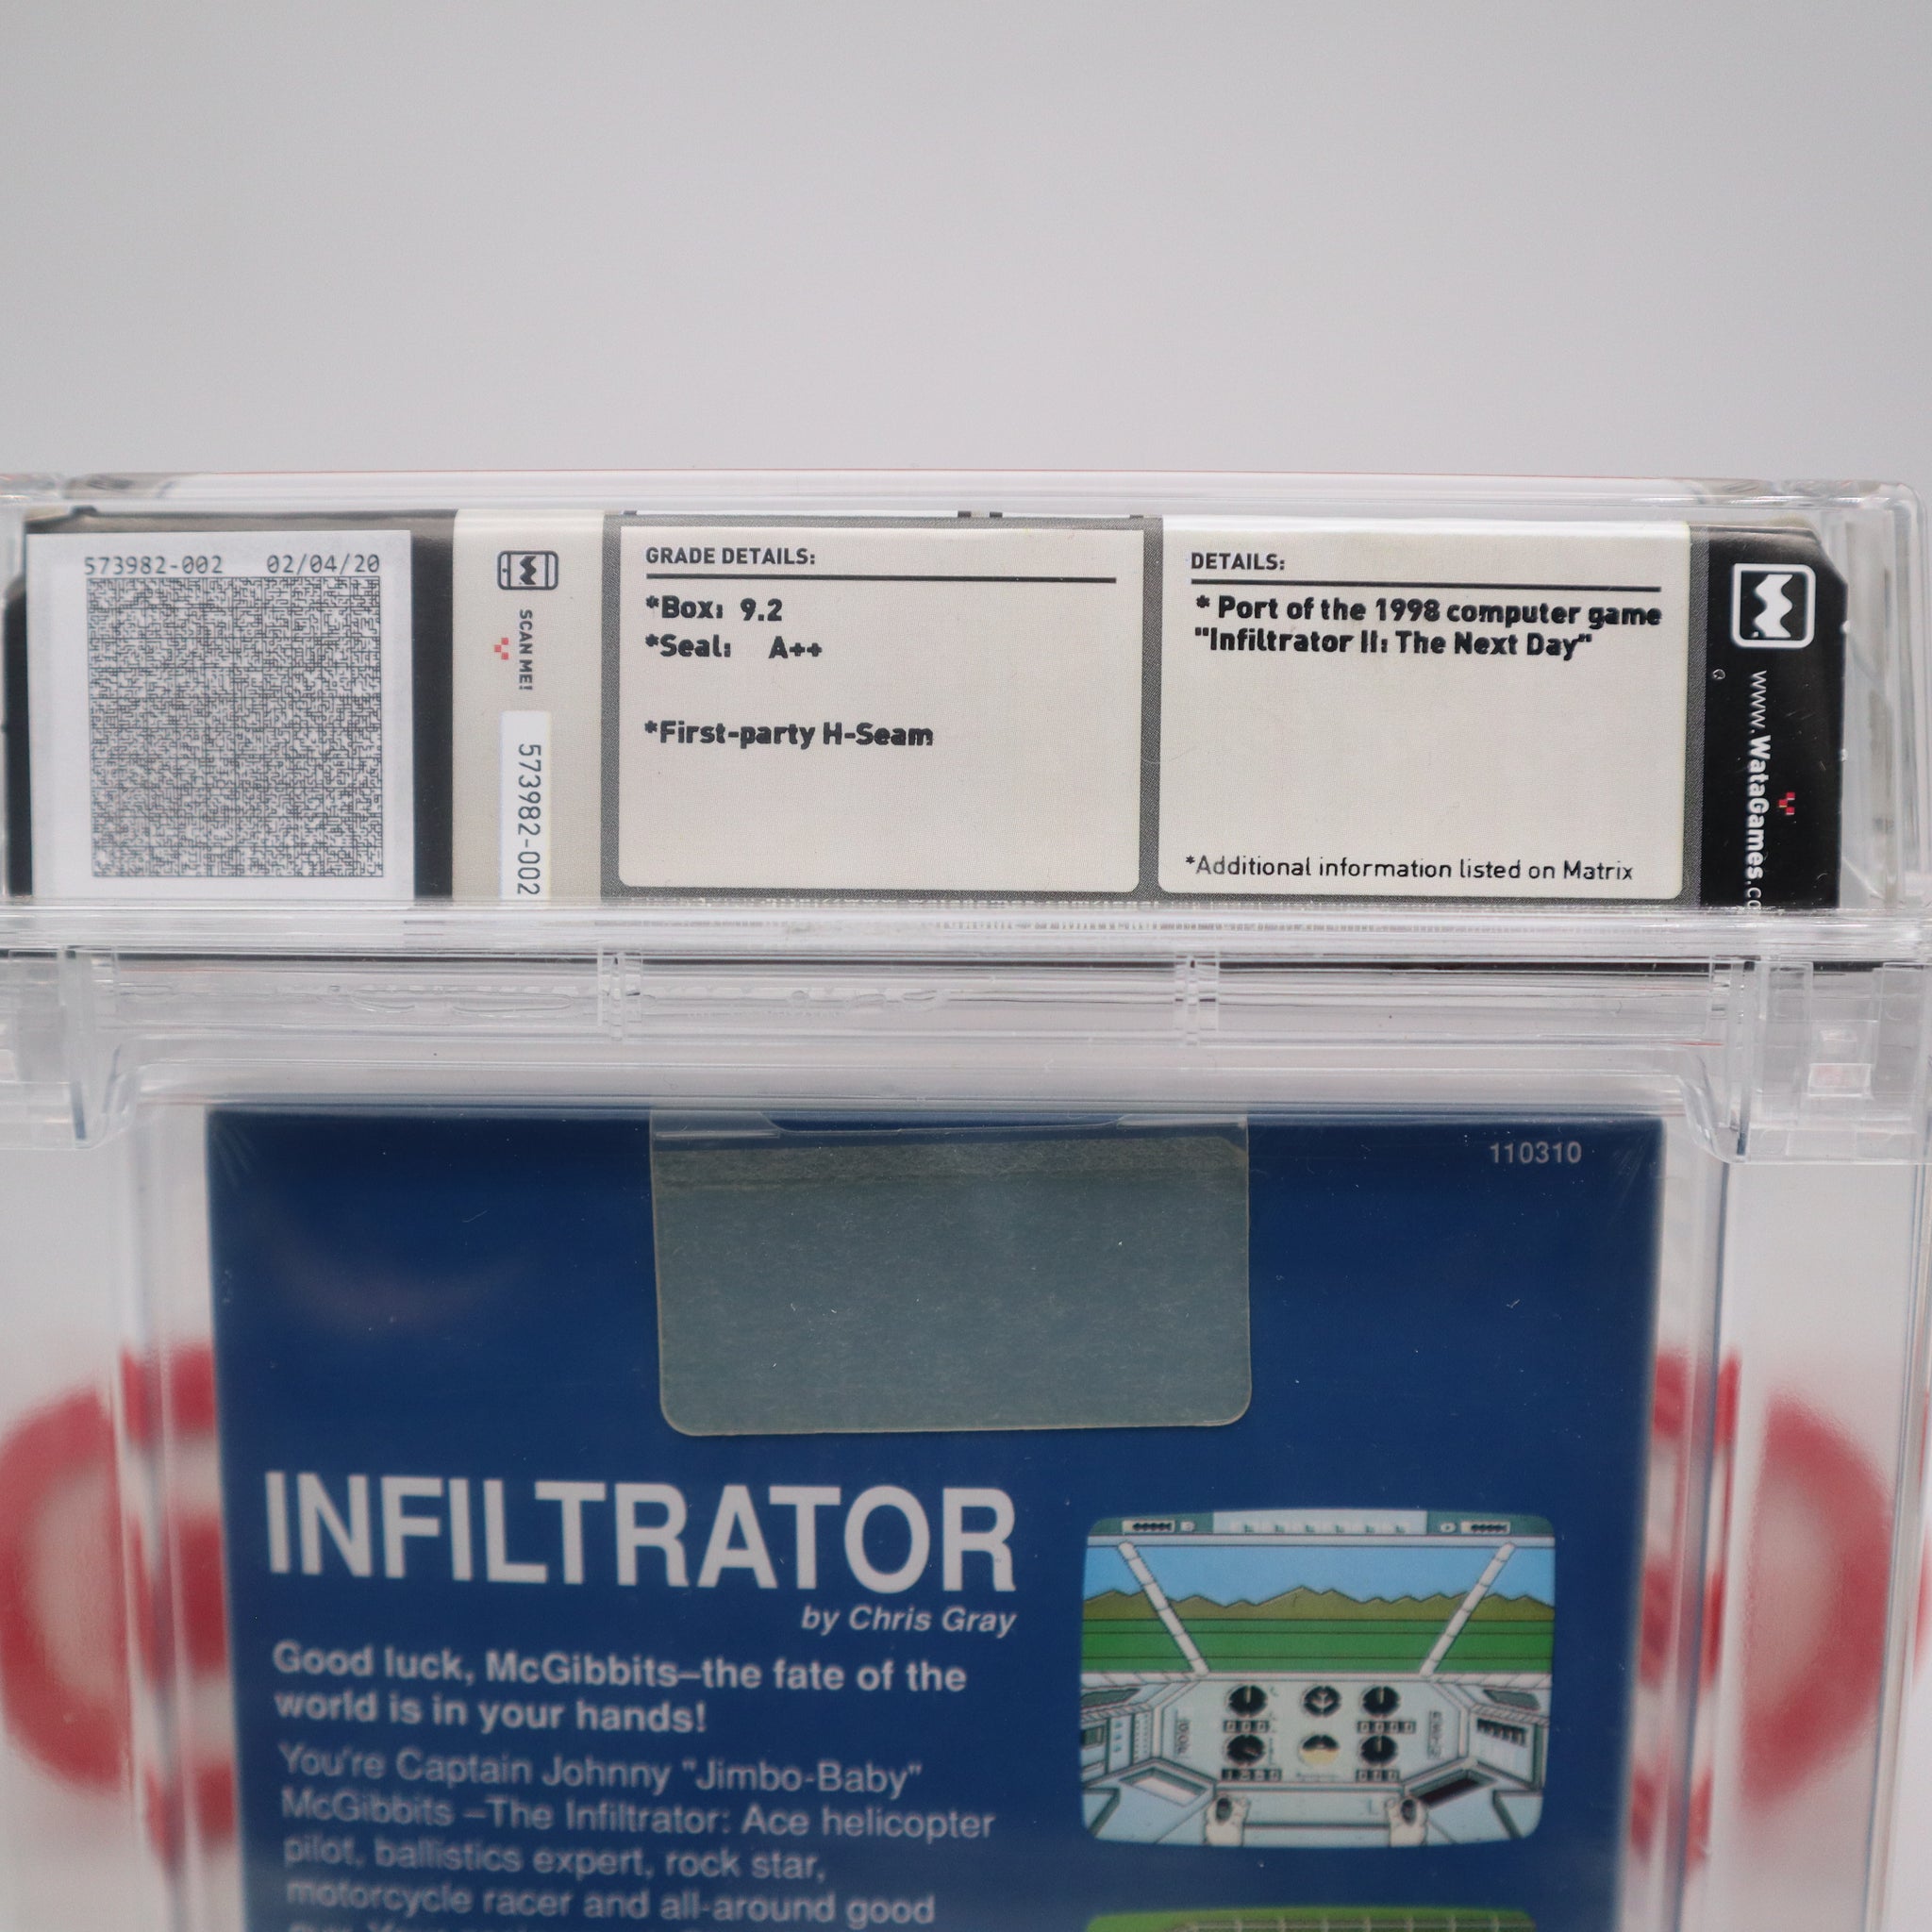 573982-002 02/04/20
SCAN ME!
573982-002
GRADE DETAILS:
*Box: 9.2
*Seal: A++
*First-party H-Seam
DETAILS:
* Port of the 1998 computer game
"Infiltrator II: The Next Day"
*Additional information listed on Matrix
www.WataGames.co
110310
INFILTRATOR
by Chris Gray
Good luck, McGibbits—the fate of the
world is in your hands!
You're Captain Johnny "Jimbo-Baby"
McGibbits —The Infiltrator: Ace helicopter
pilot, ballistics expert, rock star,
motorcycle racer and all-around good